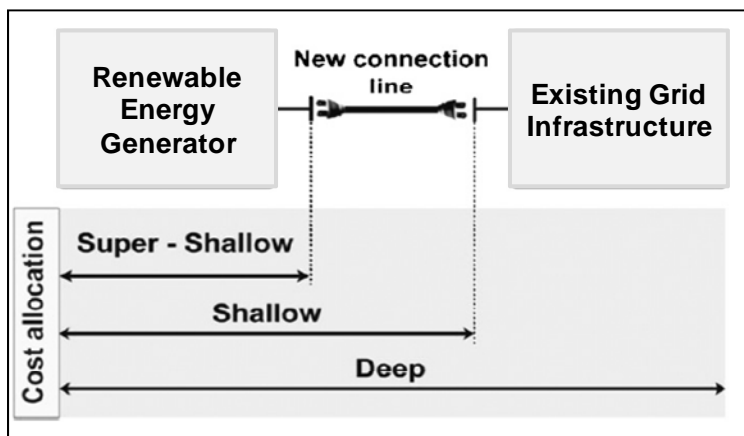 Renewable
Energy
Generator
New connection
line
Existing Grid
Infrastructure
Cost allocation
Super - Shallow
Shallow
Deep